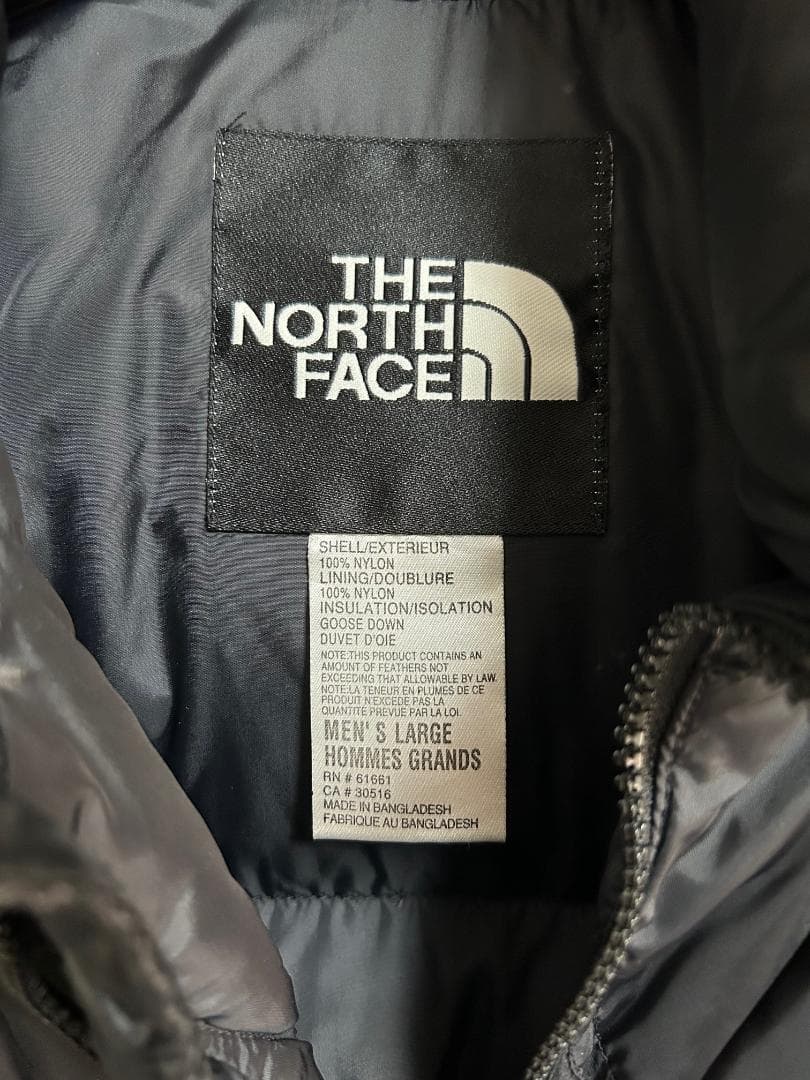 THE
NORTH
FACE
SHELL/EXTERIEUR
100% NYLON
LINING/DOUBLURE
100% NYLON
INSULATION/ISOLATION
GOOSE DOWN
DUVET D'OIE
NOTE:THIS PRODUCT CONTAINS AN
AMOUNT OF FEATHERS NOT
EXCEEDING THAT ALLOWABLE BY LAW.
NOTE:LA TENEUR EN PLUMES DE CE
PRODUIT N'EXCEDE PAS LA
QUANTITE PREVUE PAR LA LOI.
MEN'S LARGE
HOMMES GRANDS
RN # 61661
CA # 30516
MADE IN BANGLADESH
FABRIQUE AU BANGLADESH